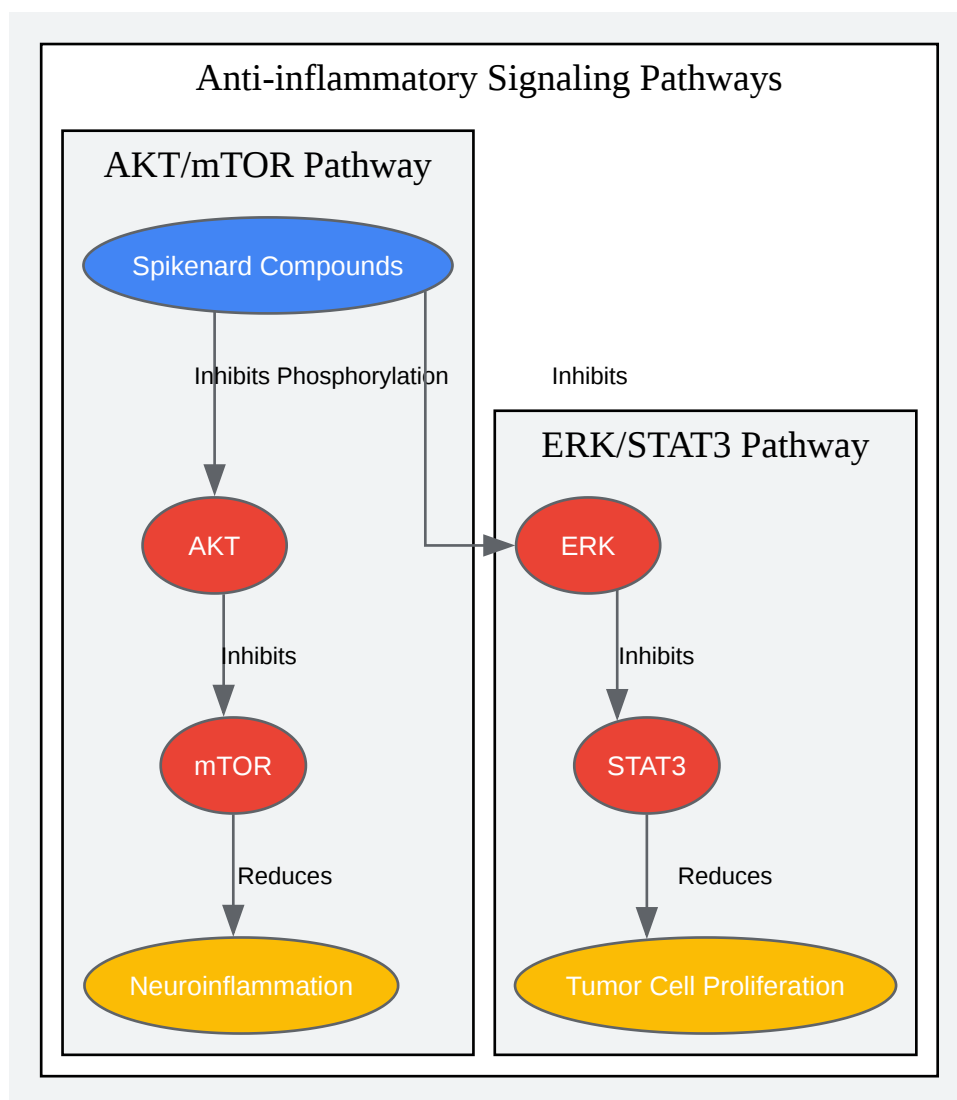 Anti-inflammatory Signaling Pathways
AKT/mTOR Pathway
Spikenard Compounds
Inhibits Phosphorylation
Inhibits
ERK/STAT3 Pathway
AKT
ERK
Inhibits
Inhibits
mTOR
STAT3
Reduces
Reduces
Neuroinflammation
Tumor Cell Proliferation